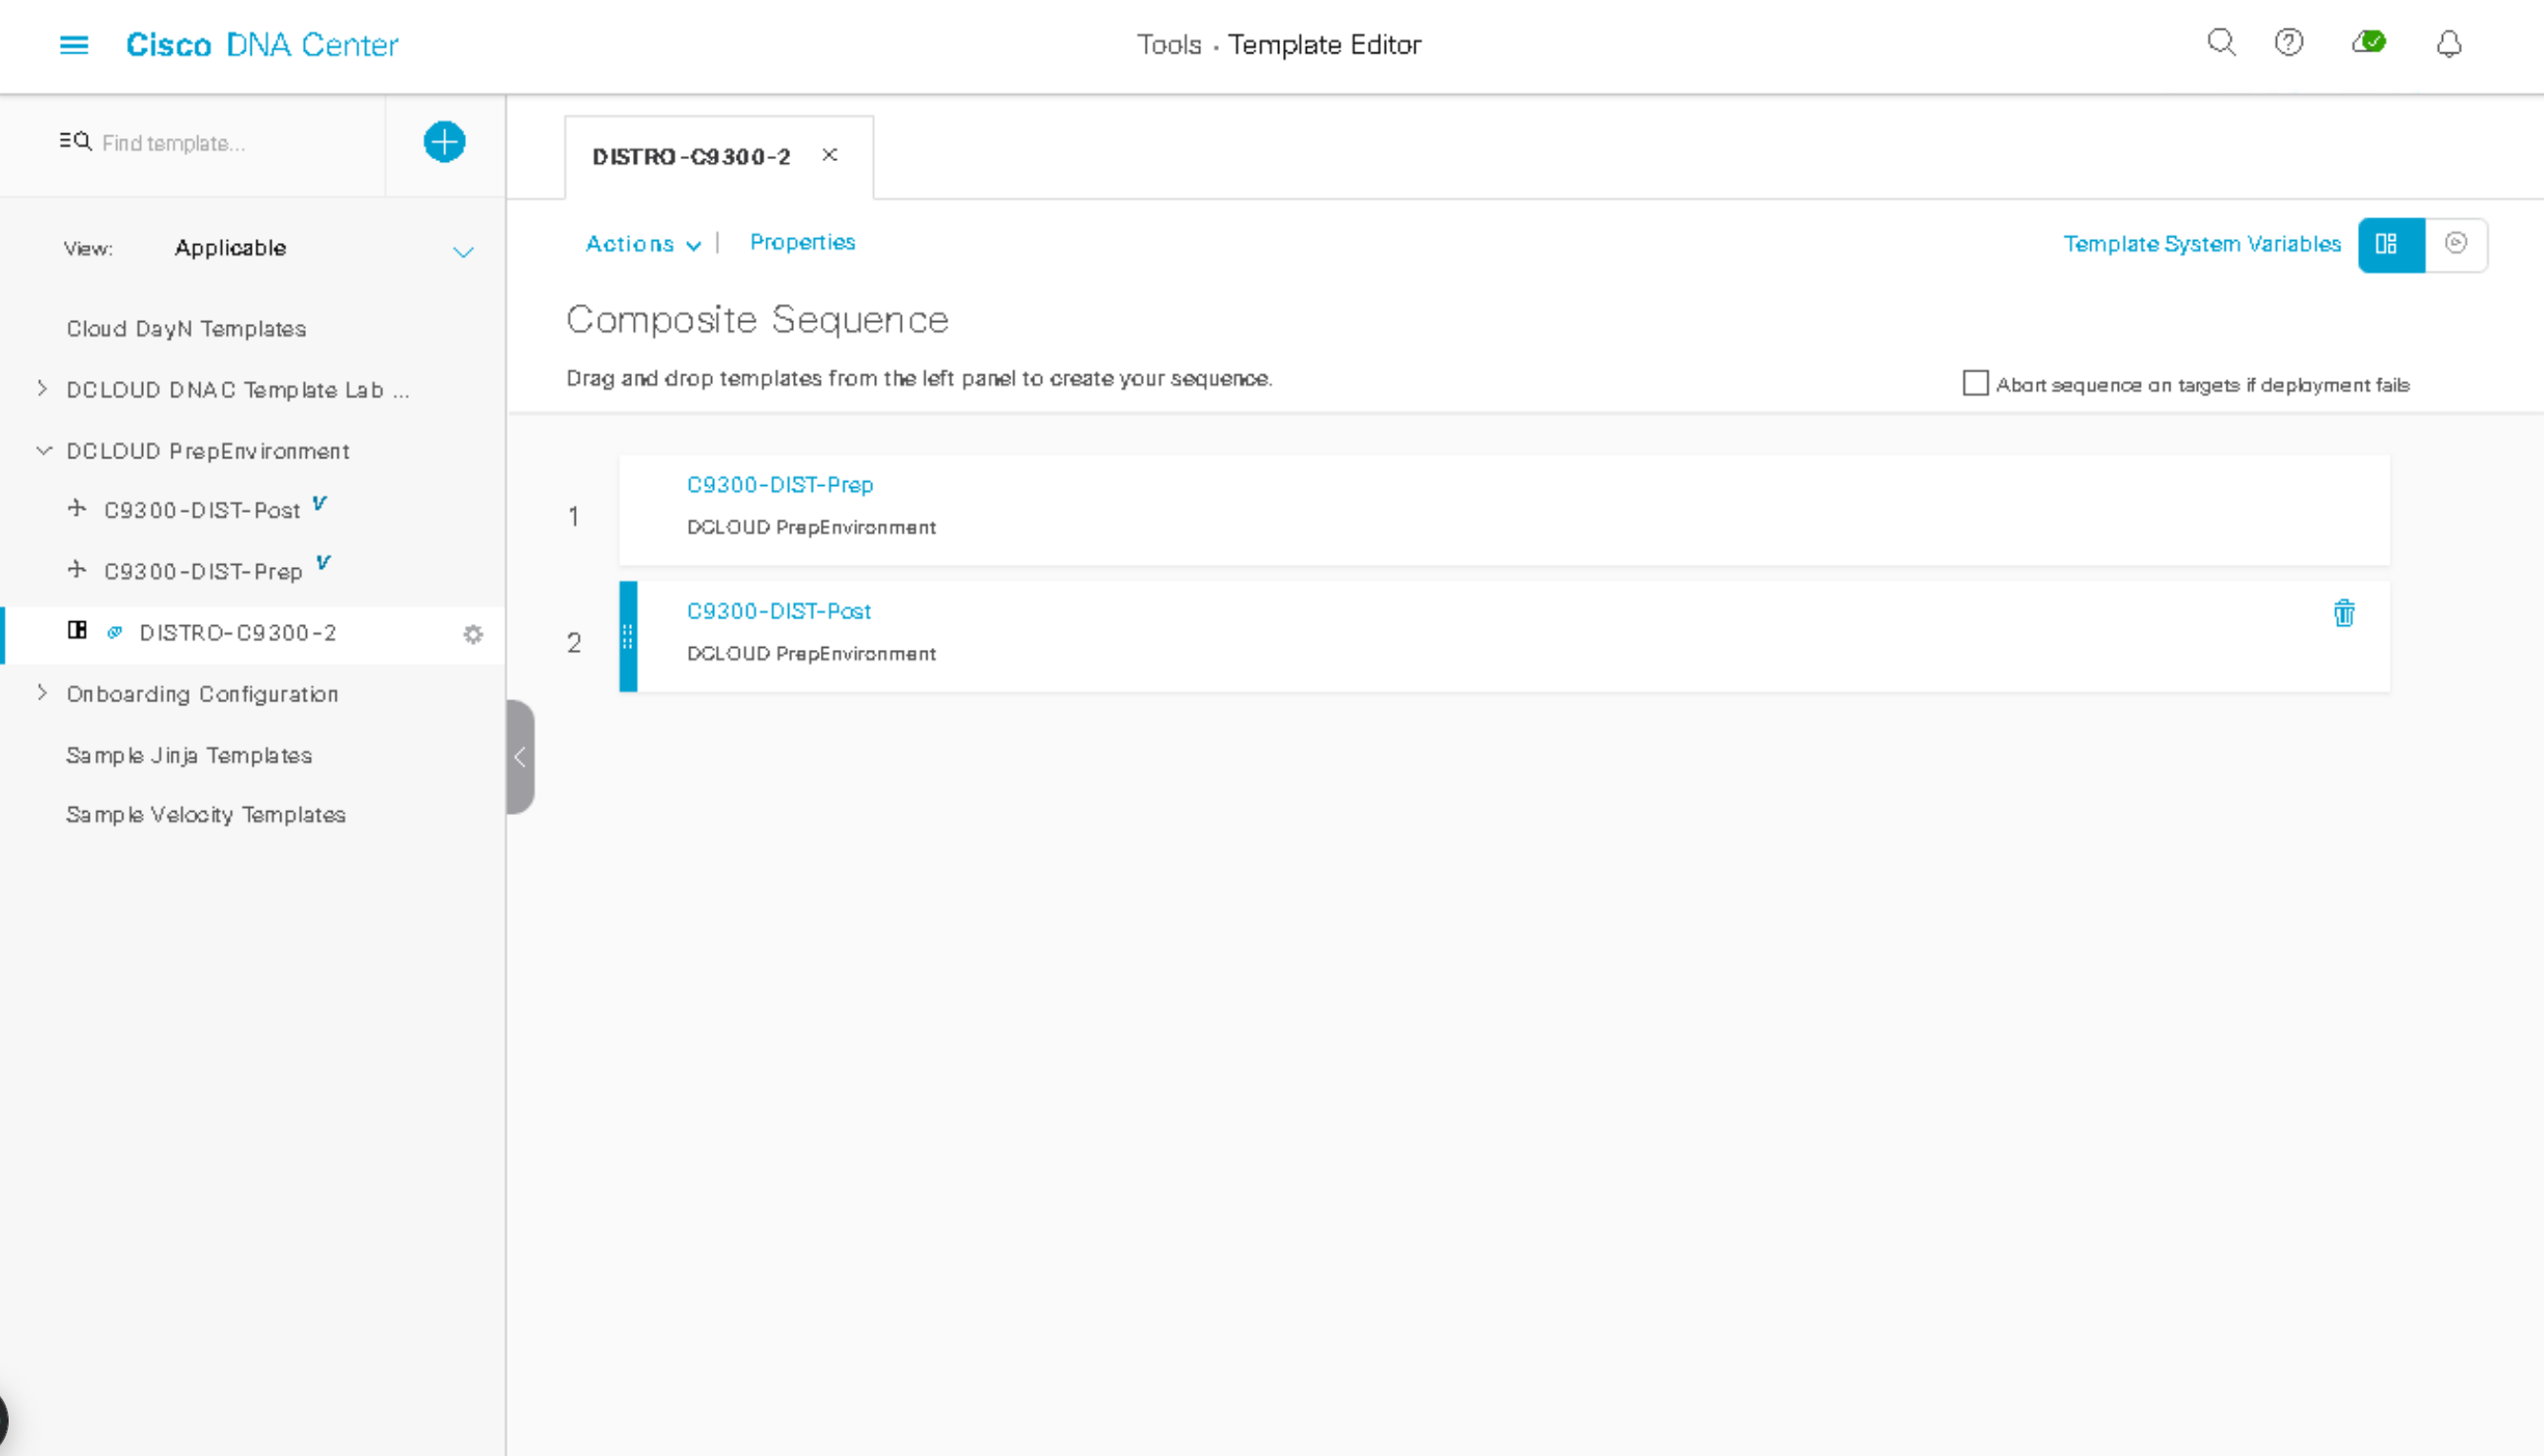 Cisco DNA Center
Tools · Template Editor
Find template...
View: Applicable
Cloud DayN Templates
DCLOUD DNAC Template Lab ...
DCLOUD PrepEnvironment
C9300-DIST-Post V
C9300-DIST-Prep V
DISTRO-C9300-2
Onboarding Configuration
Sample Jinja Templates
Sample Velocity Templates
DISTRO-C9300-2
Actions | Properties
Template System Variables
Composite Sequence
Drag and drop templates from the left panel to create your sequence.
Abort sequence on targets if deployment fails
1
C9300-DIST-Prep
DCLOUD PrepEnvironment
2
C9300-DIST-Post
DCLOUD PrepEnvironment